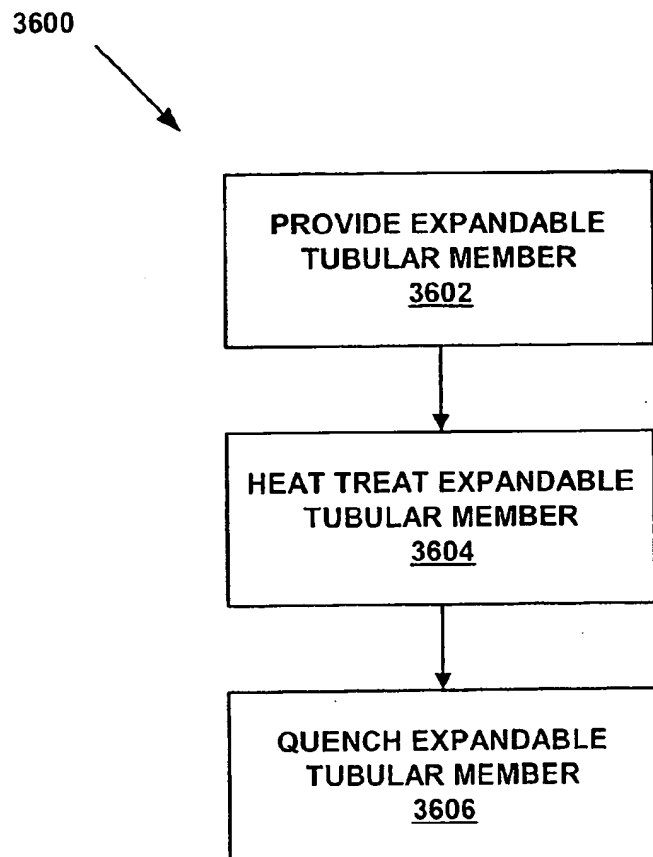 3600
PROVIDE EXPANDABLE
TUBULAR MEMBER
3602
HEAT TREAT EXPANDABLE
TUBULAR MEMBER
3604
QUENCH EXPANDABLE
TUBULAR MEMBER
3606